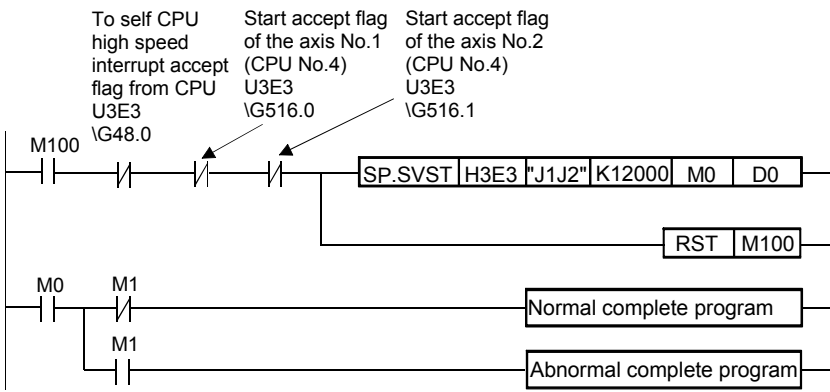 To self CPU
high speed
interrupt accept
flag from CPU
U3E3
\G48.0
Start accept flag
of the axis No.1
(CPU No.4)
U3E3
\G516.0
Start accept flag
of the axis No.2
(CPU No.4)
U3E3
\G516.1
M100
SP.SVST H3E3 "J1J2" K12000 M0 D0
RST M100
M0 M1
Normal complete program
M1
Abnormal complete program